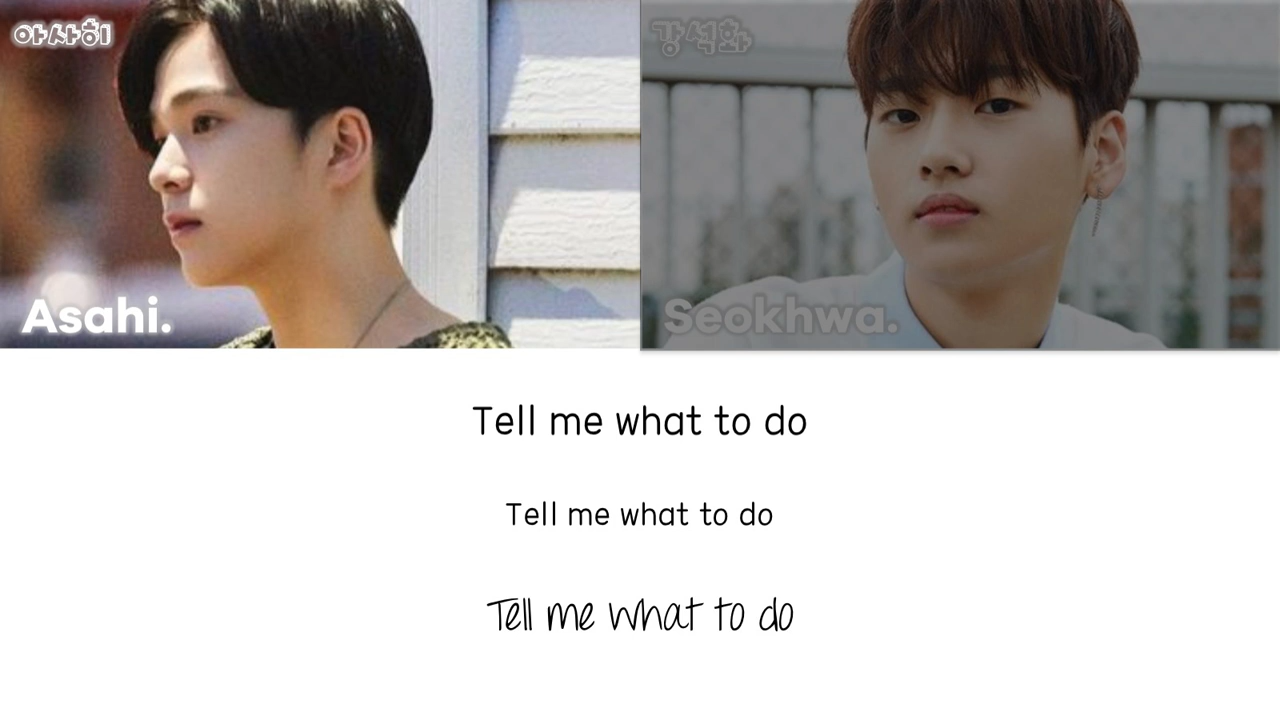 아사히
강석화
Asahi.
Seokhwa.
Tell me what to do
Tell me what to do
Tell me what to do